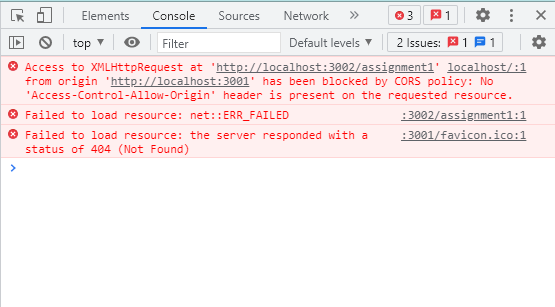 Elements Console Sources Network » 3 1
top Filter Default levels 2 Issues: 1 1
Access to XMLHttpRequest at 'http://localhost:3002/assignment1' localhost/:1
from origin 'http://localhost:3001' has been blocked by CORS policy: No
'Access-Control-Allow-Origin' header is present on the requested resource.
Failed to load resource: net::ERR_FAILED :3002/assignment1:1
Failed to load resource: the server responded with a :3001/favicon.ico:1
status of 404 (Not Found)